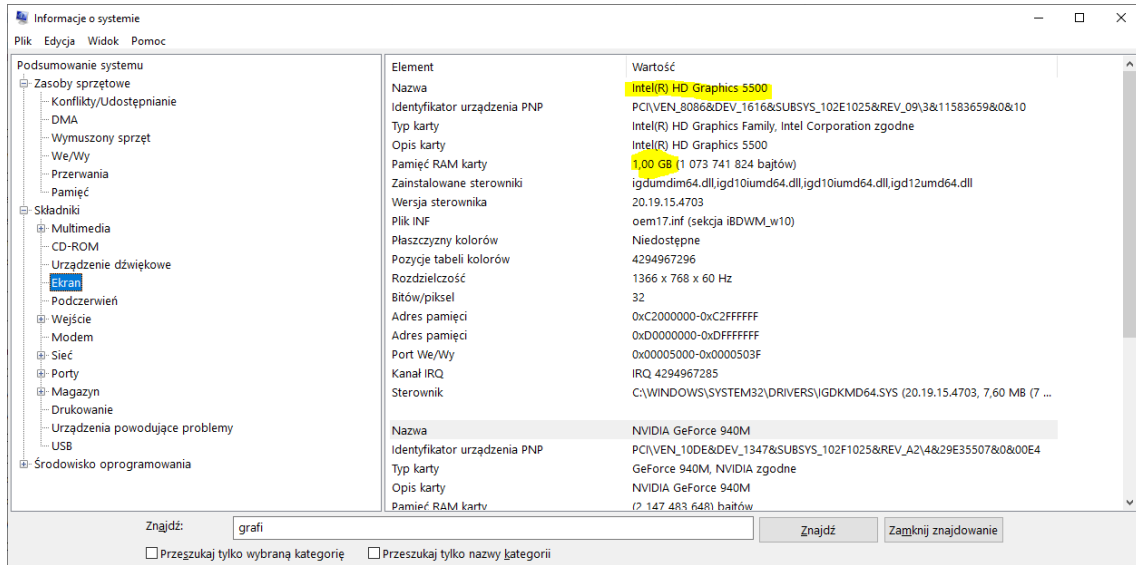 Informacje o systemie
Plik Edycja Widok Pomoc
Podsumowanie systemu
Zasoby sprzętowe
Konflikty/Udostępnianie
DMA
Wymuszony sprzęt
We/Wy
Przerwania
Pamięć
Składniki
Multimedia
CD-ROM
Urządzenie dźwiękowe
Ekran
Podczerwień
Wejście
Modem
Sieć
Porty
Magazyn
Drukowanie
Urządzenia powodujące problemy
USB
Środowisko oprogramowania
Element Wartość
Nazwa Intel(R) HD Graphics 5500
Identyfikator urządzenia PNP PCI\VEN_8086&DEV_1616&SUBSYS_102E1025&REV_09\3&11583659&0&10
Typ karty Intel(R) HD Graphics Family, Intel Corporation zgodne
Opis karty Intel(R) HD Graphics 5500
Pamięć RAM karty 1,00 GB (1 073 741 824 bajtów)
Zainstalowane sterowniki igdumdim64.dll,igd10iumd64.dll,igd10iumd64.dll,igd12umd64.dll
Wersja sterownika 20.19.15.4703
Plik INF oem17.inf (sekcja iBDWM_w10)
Płaszczyzny kolorów Niedostępne
Pozycje tabeli kolorów 4294967296
Rozdzielczość 1366 x 768 x 60 Hz
Bitów/piksel 32
Adres pamięci 0xC2000000-0xC2FFFFFF
Adres pamięci 0xD0000000-0xDFFFFFFF
Port We/Wy 0x00005000-0x0000503F
Kanał IRQ IRQ 4294967285
Sterownik C:\WINDOWS\SYSTEM32\DRIVERS\IGDKMD64.SYS (20.19.15.4703, 7,60 MB (7 ...
Nazwa NVIDIA GeForce 940M
Identyfikator urządzenia PNP PCI\VEN_10DE&DEV_1347&SUBSYS_102F1025&REV_A2\4&29E35507&0&00E4
Typ karty GeForce 940M, NVIDIA zgodne
Opis karty NVIDIA GeForce 940M
Pamięć RAM karty (2 147 483 648) bajtów
Znajdź: grafi Znajdź Zamknij znajdowanie
Przeszukaj tylko wybraną kategorię Przeszukaj tylko nazwy kategorii